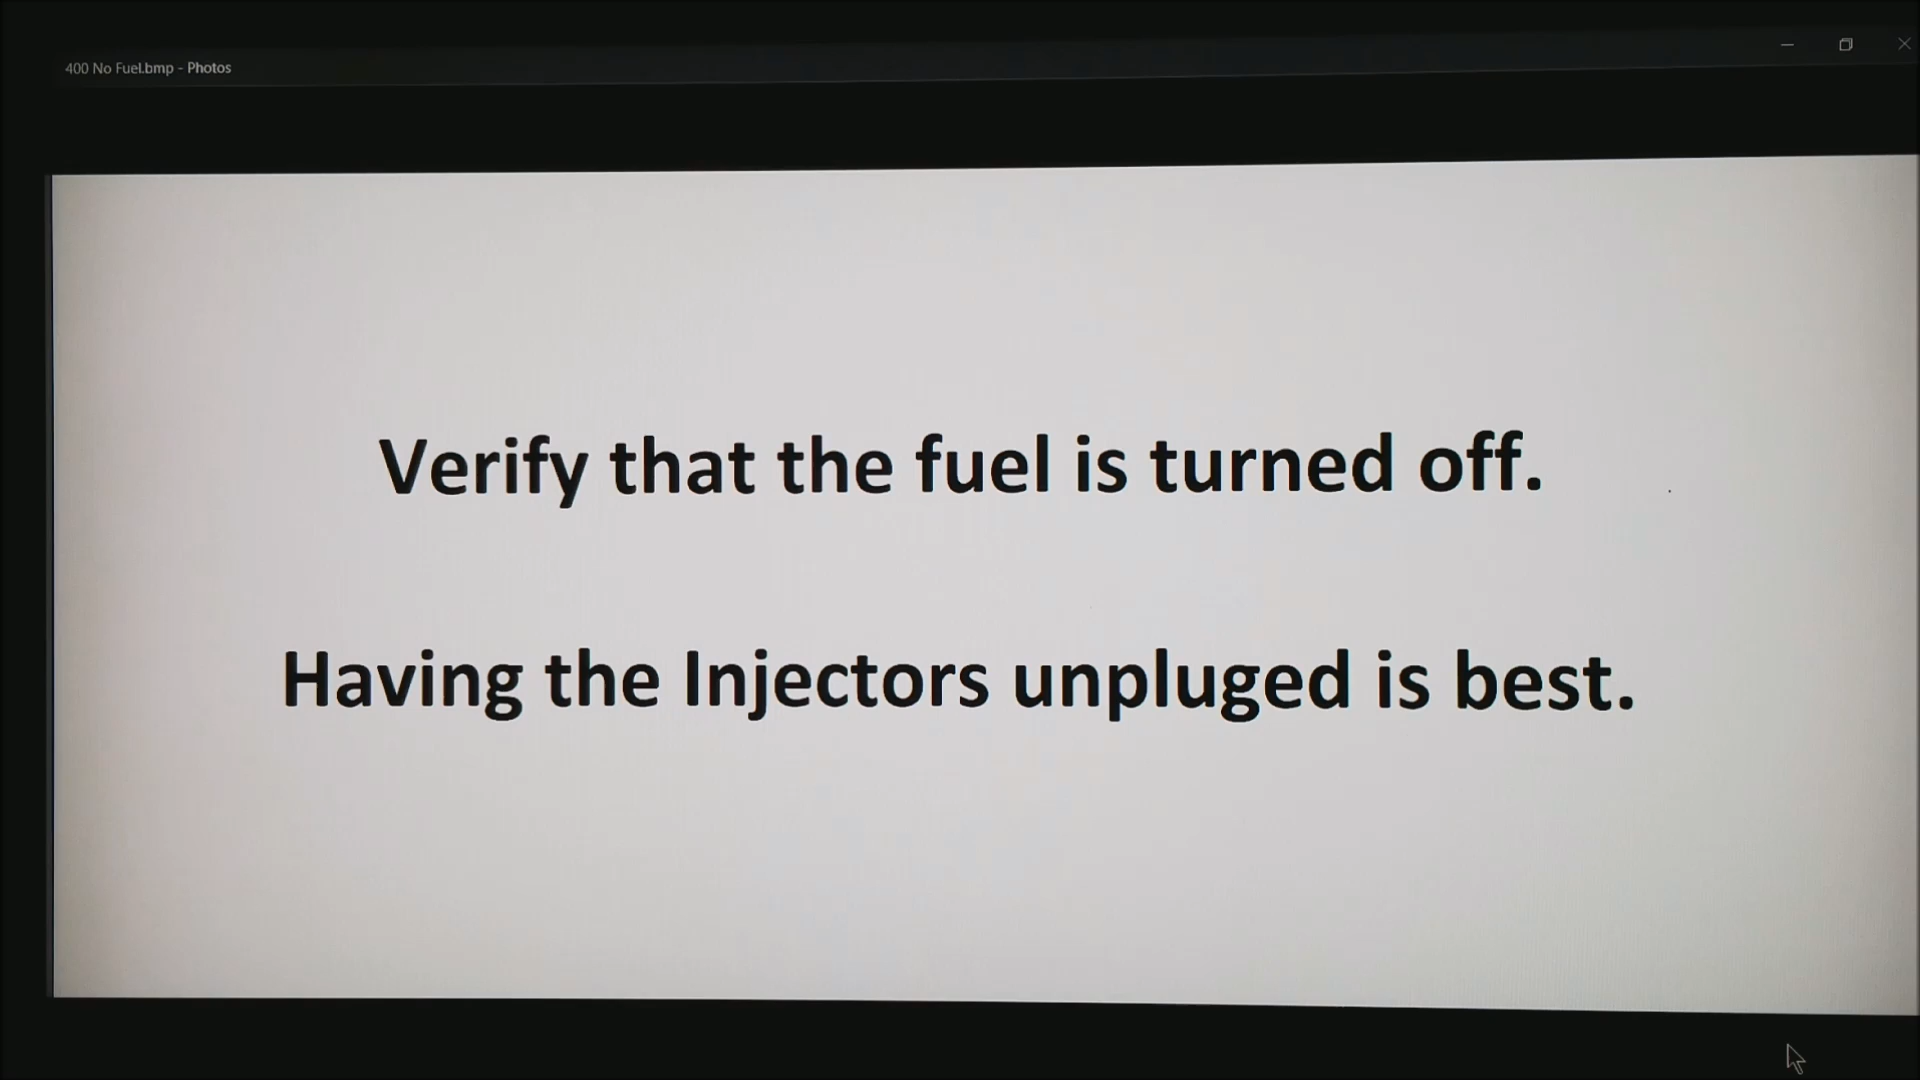 400 No Fuel.bmp - Photos
Verify that the fuel is turned off.
Having the Injectors unpluged is best.